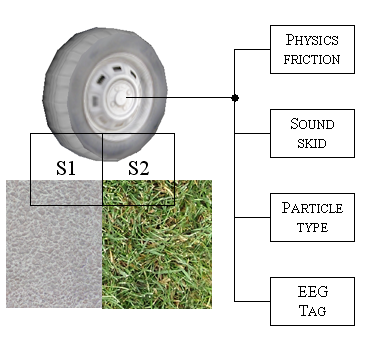 PHYSICS
FRICTION
SOUND
SKID
S1 S2
PARTICLE
TYPE
EEG
TAG